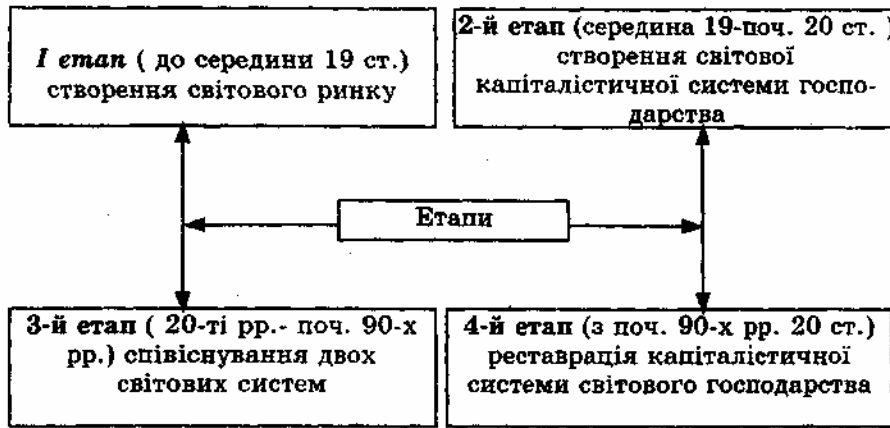 І етап ( до середини 19 ст.)
створення світового ринку
2-й етап (середина 19-поч. 20 ст. )
створення світової
капіталістичної системи госпо-
дарства
Етапи
3-й етап ( 20-ті рр.- поч. 90-х
рр.) співіснування двох
світових систем
4-й етап (з поч. 90-х рр. 20 ст.)
реставрація капіталістичної
системи світового господарства